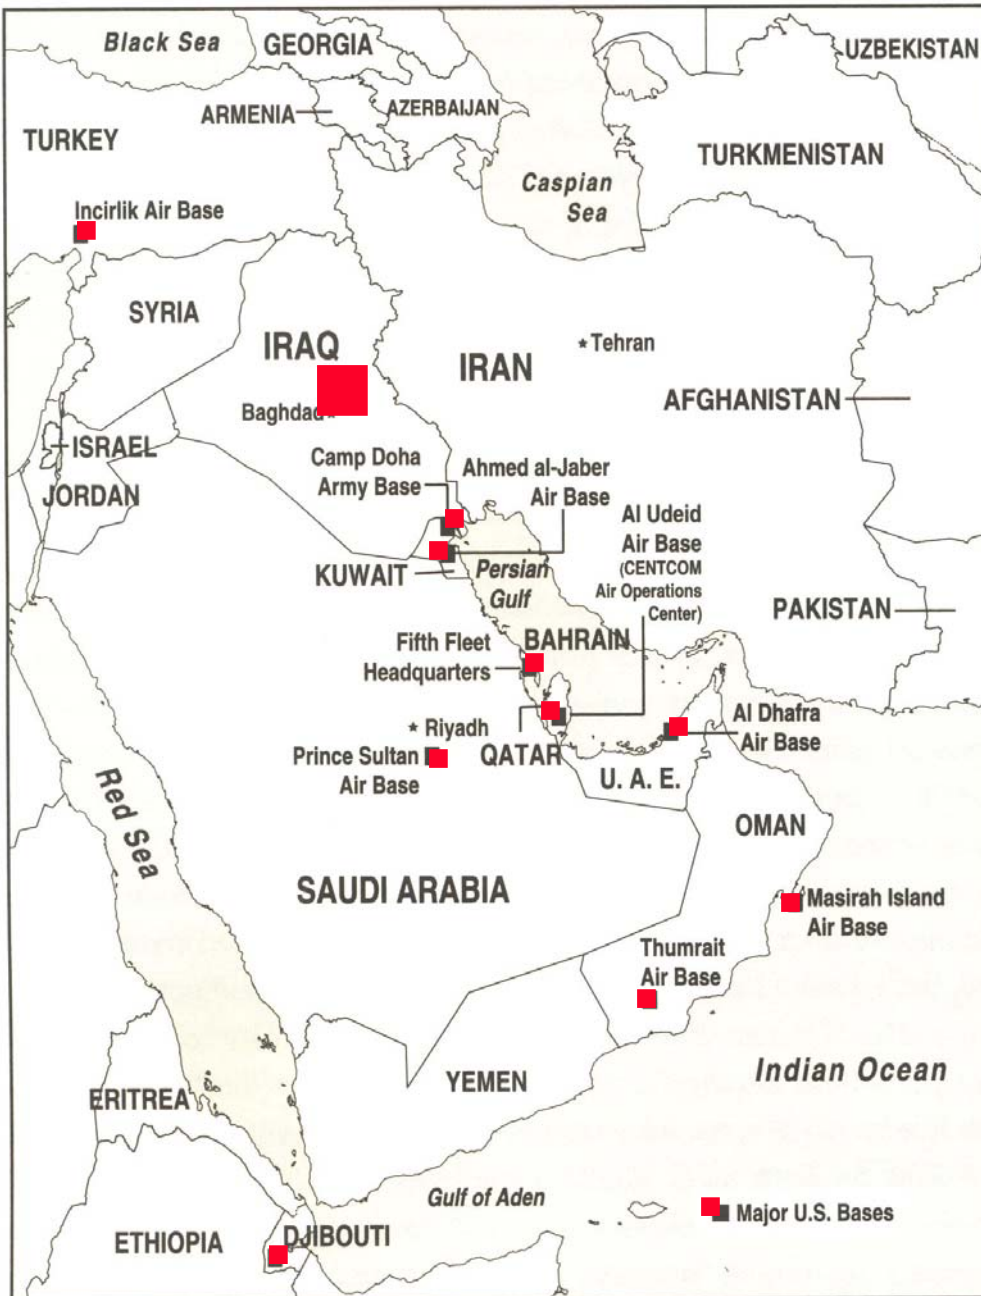 Black Sea
GEORGIA
UZBEKISTAN
ARMENIA
AZERBAIJAN
TURKEY
TURKMENISTAN
Caspian
Sea
Incirlik Air Base
SYRIA
IRAQ
Tehran
IRAN
AFGHANISTAN
Baghdad
ISRAEL
JORDAN
Camp Doha
Army Base
Ahmed al-Jaber
Air Base
Al Udeid
Air Base
(CENTCOM
Air Operations
Center)
KUWAIT
Persian
Gulf
PAKISTAN
Fifth Fleet
Headquarters
BAHRAIN
Riyadh
Prince Sultan
Air Base
QATAR
Al Dhafra
Air Base
U. A. E.
Red Sea
OMAN
SAUDI ARABIA
Masirah Island
Air Base
Thumrait
Air Base
Indian Ocean
YEMEN
ERITREA
Gulf of Aden
Major U.S. Bases
ETHIOPIA
DJIBOUTI